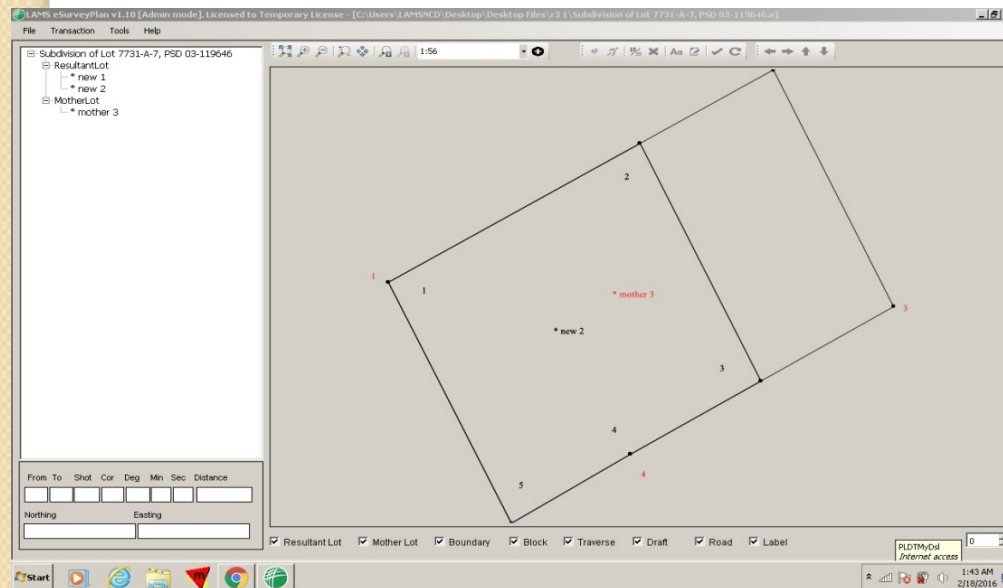 LAMS eSurveyPlan v1.10 [Admin mode]. Licensed to Temporary License - [C:\Users\LAMSNCD\Desktop\Desktop Files\r3 1\Subdivision of Lot 7731-A-7, PSD 03-119646.x]
File Transaction Tools Help
1:56
Aa
Subdivision of Lot 7731-A-7, PSD 03-119646
ResultantLot
* new 1
* new 2
MotherLot
* mother 3
2
1
1
* mother 3
3
* new 2
3
4
4
5
From To Shot Cor Deg Min Sec Distance
Northing Easting
Resultant Lot Mother Lot Boundary Block Traverse Draft Road Label
0
PLDTMyDsl
Internet access
Start
1:43 AM
2/18/2016